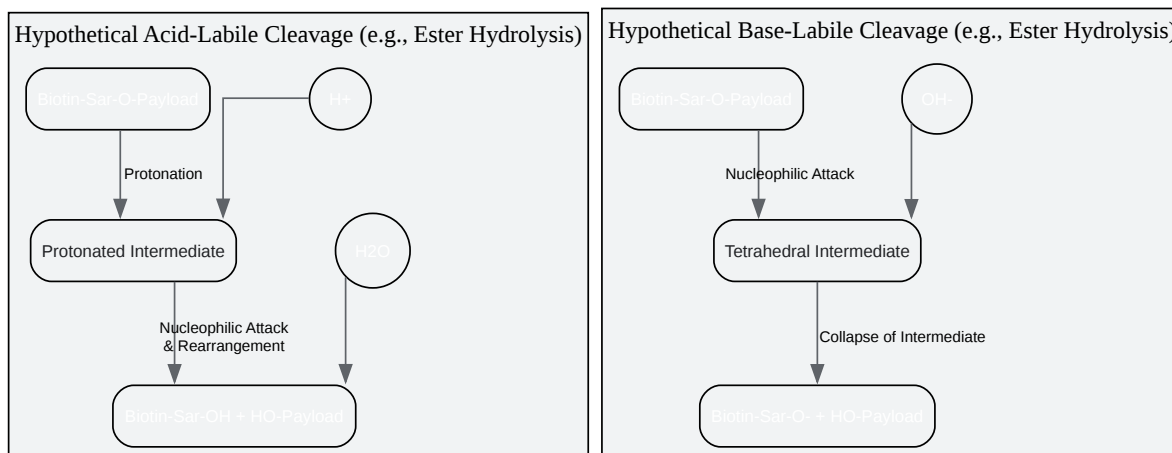 Hypothetical Acid-Labile Cleavage (e.g., Ester Hydrolysis)
Biotin-Sar-O-Payload
H+
Protonation
Protonated Intermediate
H2O
Nucleophilic Attack
& Rearrangement
Biotin-Sar-OH + HO-Payload
Hypothetical Base-Labile Cleavage (e.g., Ester Hydrolysis)
Biotin-Sar-O-Payload
OH-
Nucleophilic Attack
Tetrahedral Intermediate
Collapse of Intermediate
Biotin-Sar-O- + HO-Payload